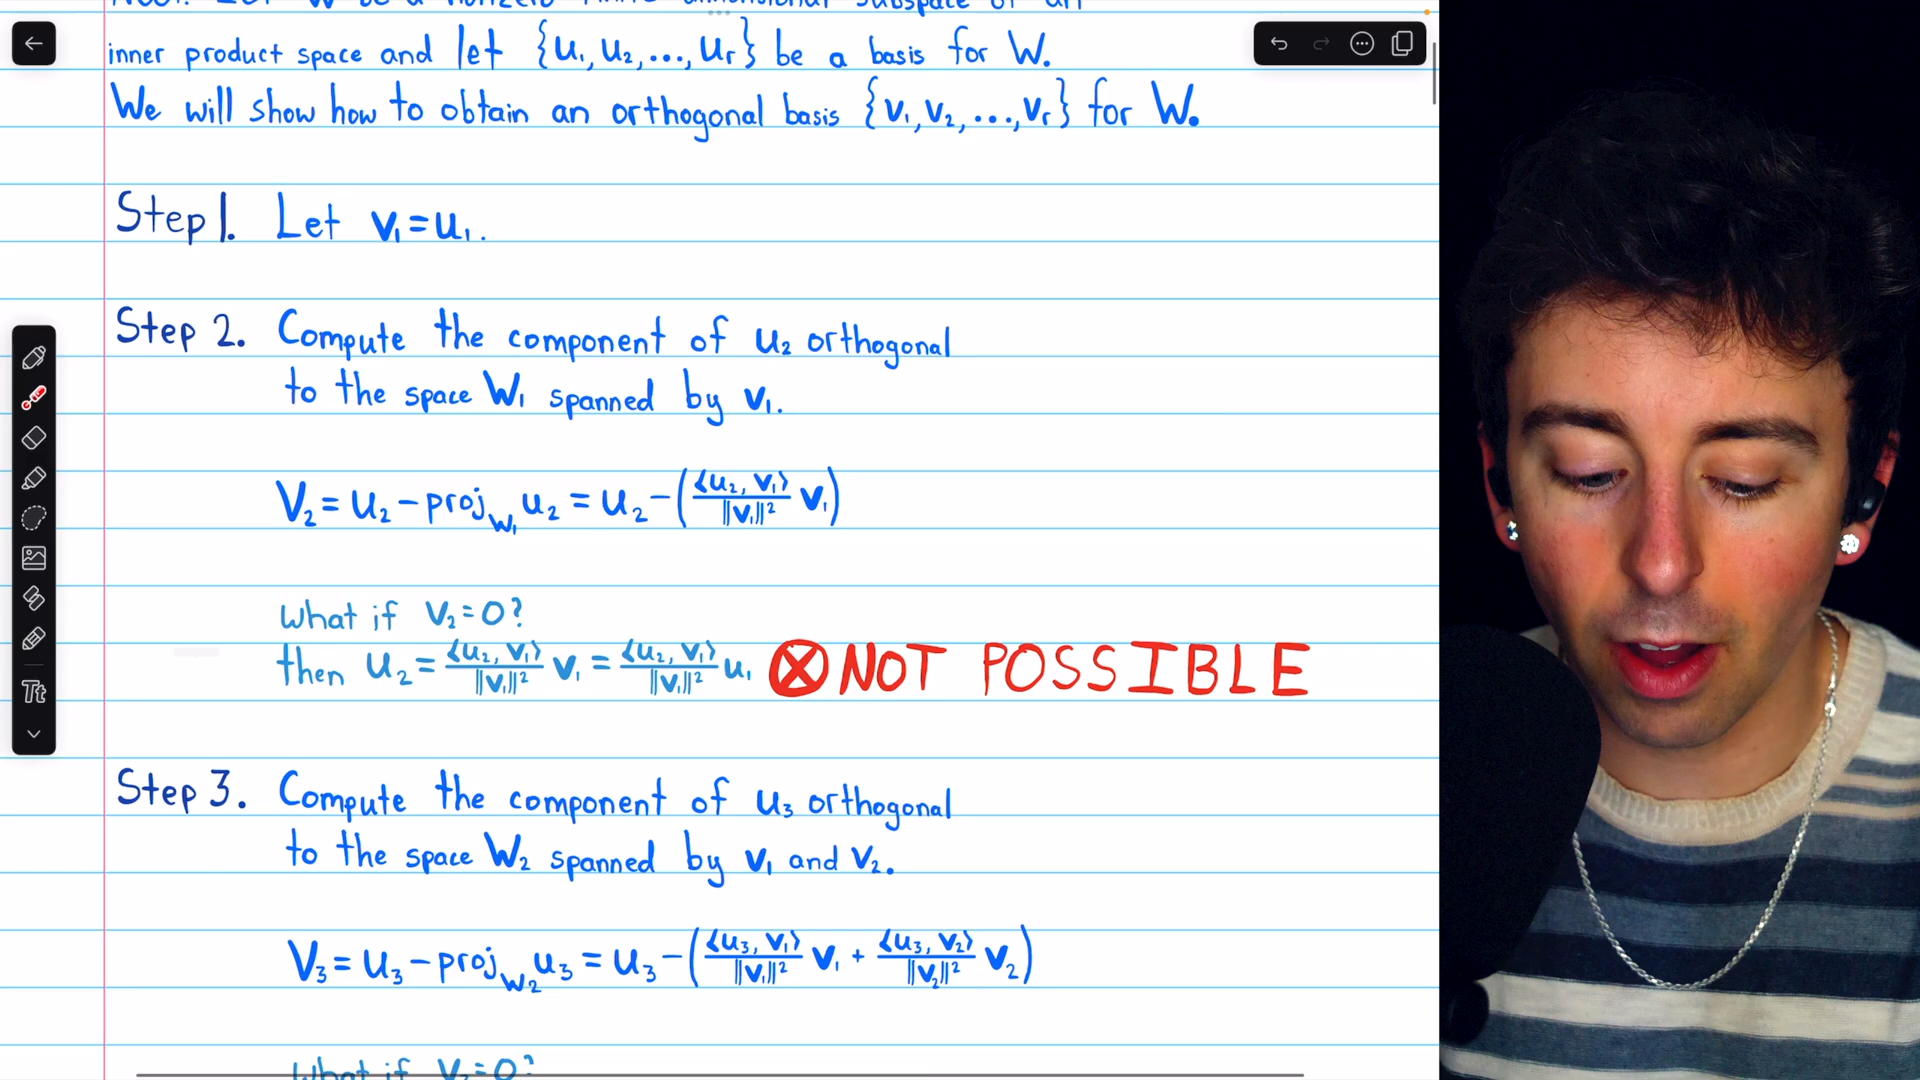 inner product space and let {u₁, u₂, ..., uᵣ} be a basis for W.
We will show how to obtain an orthogonal basis {v₁, v₂, ..., vᵣ} for W.
Step 1. Let v₁ = u₁.
Step 2. Compute the component of u₂ orthogonal
to the space W₁ spanned by v₁.
V₂ = u₂ - proj_W₁ u₂ = u₂ - (⟨u₂, v₁⟩/||v₁||² v₁)
What if v₂ = 0?
then u₂ = ⟨u₂, v₁⟩/||v₁||² v₁ = ⟨u₂, v₁⟩/||v₁||² u₁ ⊗ NOT POSSIBLE
Step 3. Compute the component of u₃ orthogonal
to the space W₂ spanned by v₁ and v₂.
V₃ = u₃ - proj_W₂ u₃ = u₃ - (⟨u₃, v₁⟩/||v₁||² v₁ + ⟨u₃, v₂⟩/||v₂||² v₂)
What if V₃ = 0?
Tt